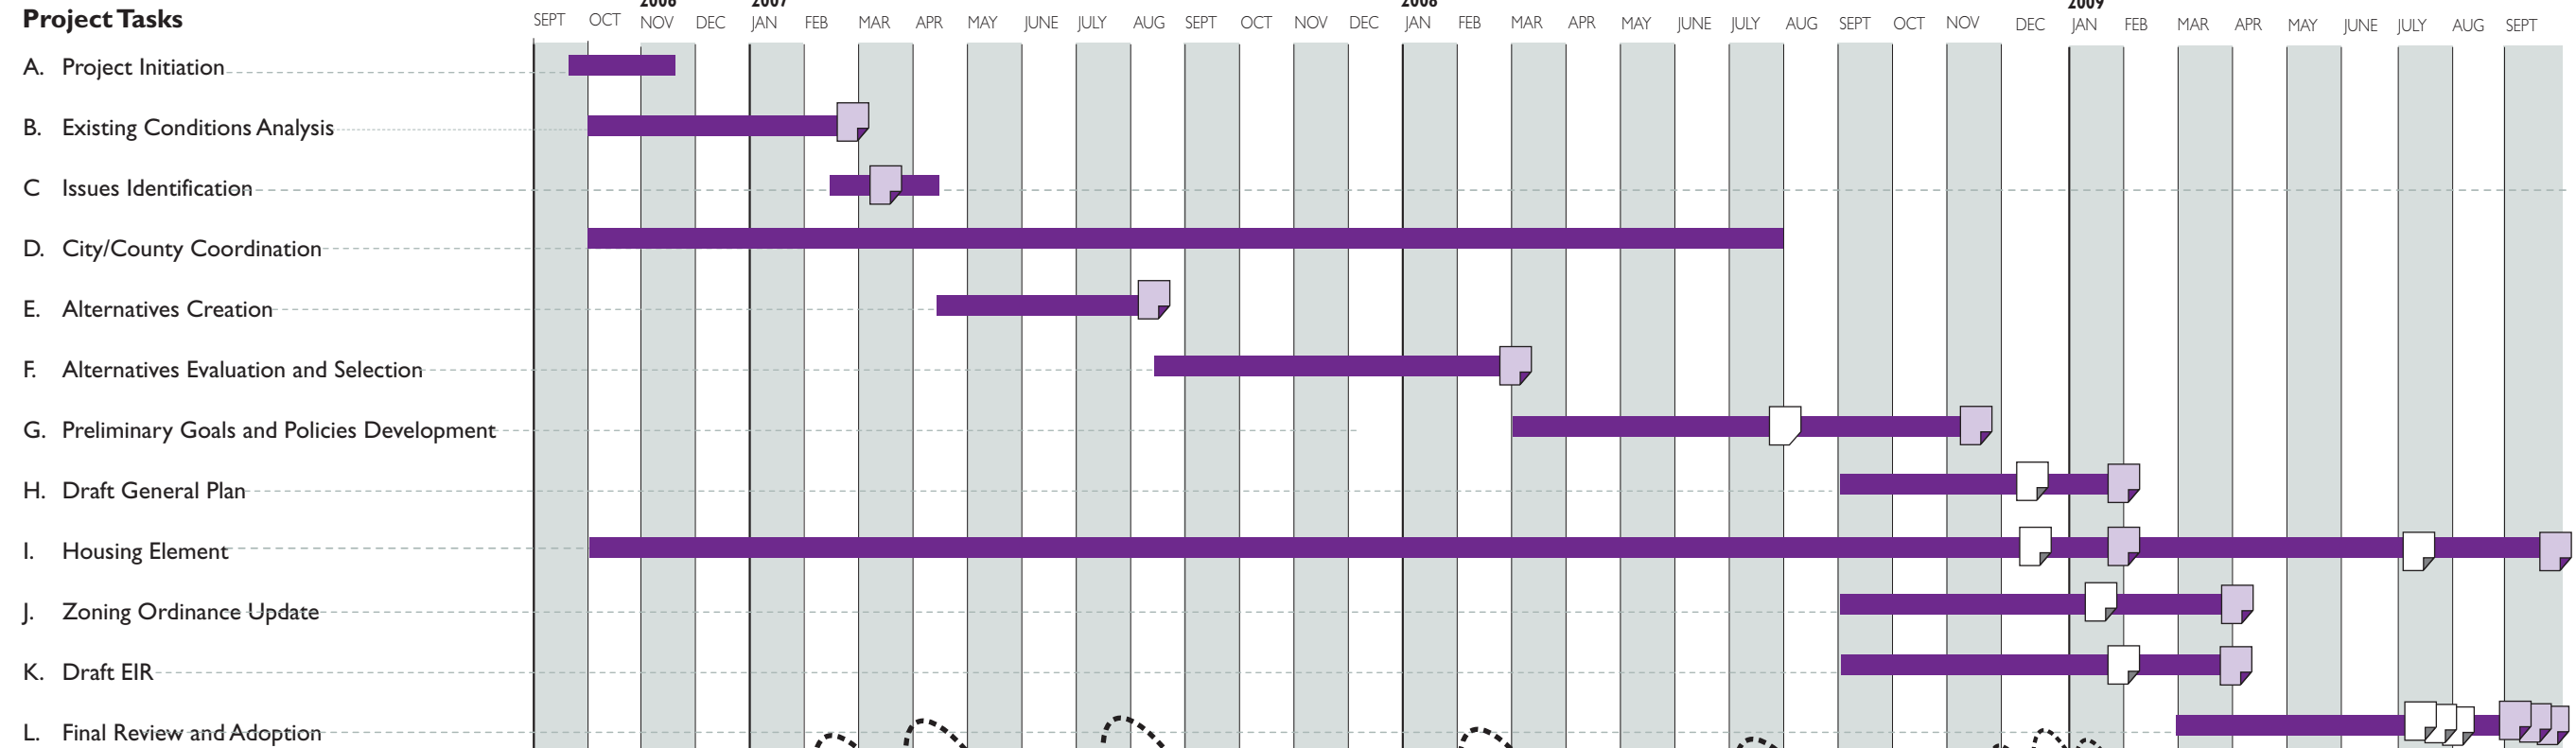 2006 2007 2008 2009
Project Tasks SEPT OCT NOV DEC JAN FEB MAR APR MAY JUNE JULY AUG SEPT OCT NOV DEC JAN FEB MAR APR MAY JUNE JULY AUG SEPT OCT NOV DEC JAN FEB MAR APR MAY JUNE JULY AUG SEPT
A. Project Initiation
B. Existing Conditions Analysis
C Issues Identification
D. City/County Coordination
E. Alternatives Creation
F. Alternatives Evaluation and Selection
G. Preliminary Goals and Policies Development
H. Draft General Plan
I. Housing Element
J. Zoning Ordinance Update
K. Draft EIR
L. Final Review and Adoption